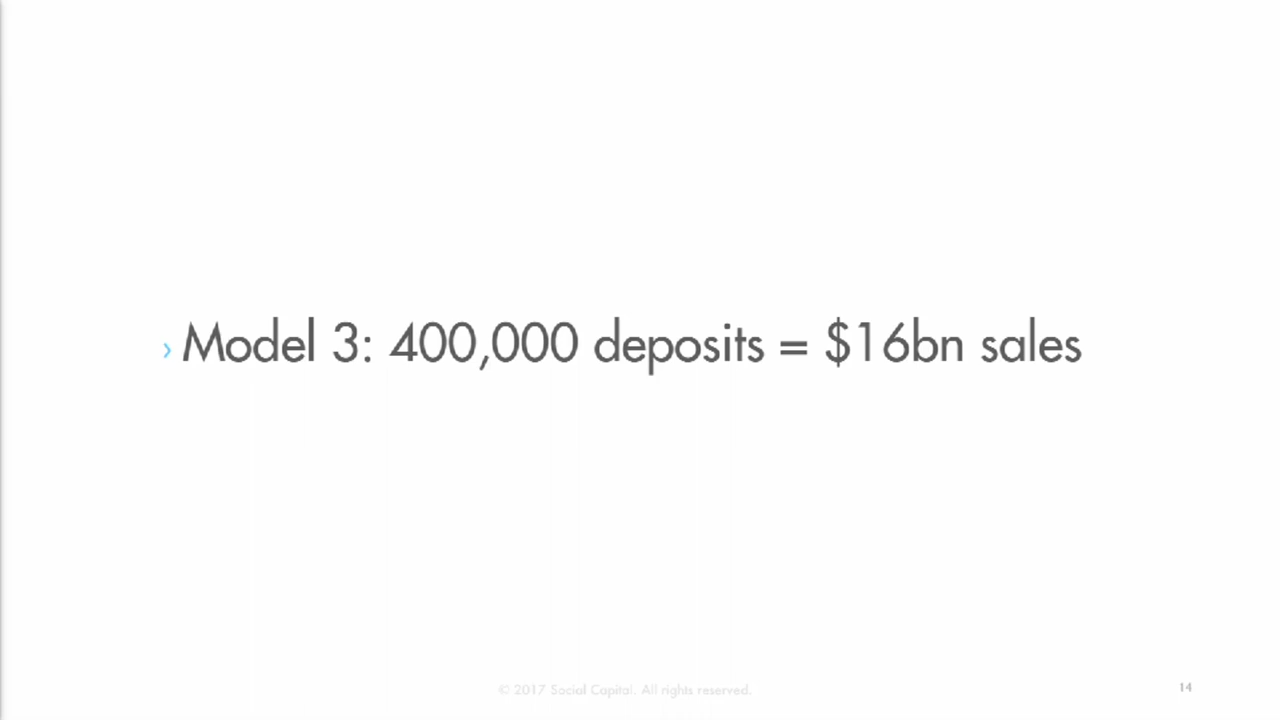 › Model 3: 400,000 deposits = $16bn sales
© 2017 Social Capital. All rights reserved.
14